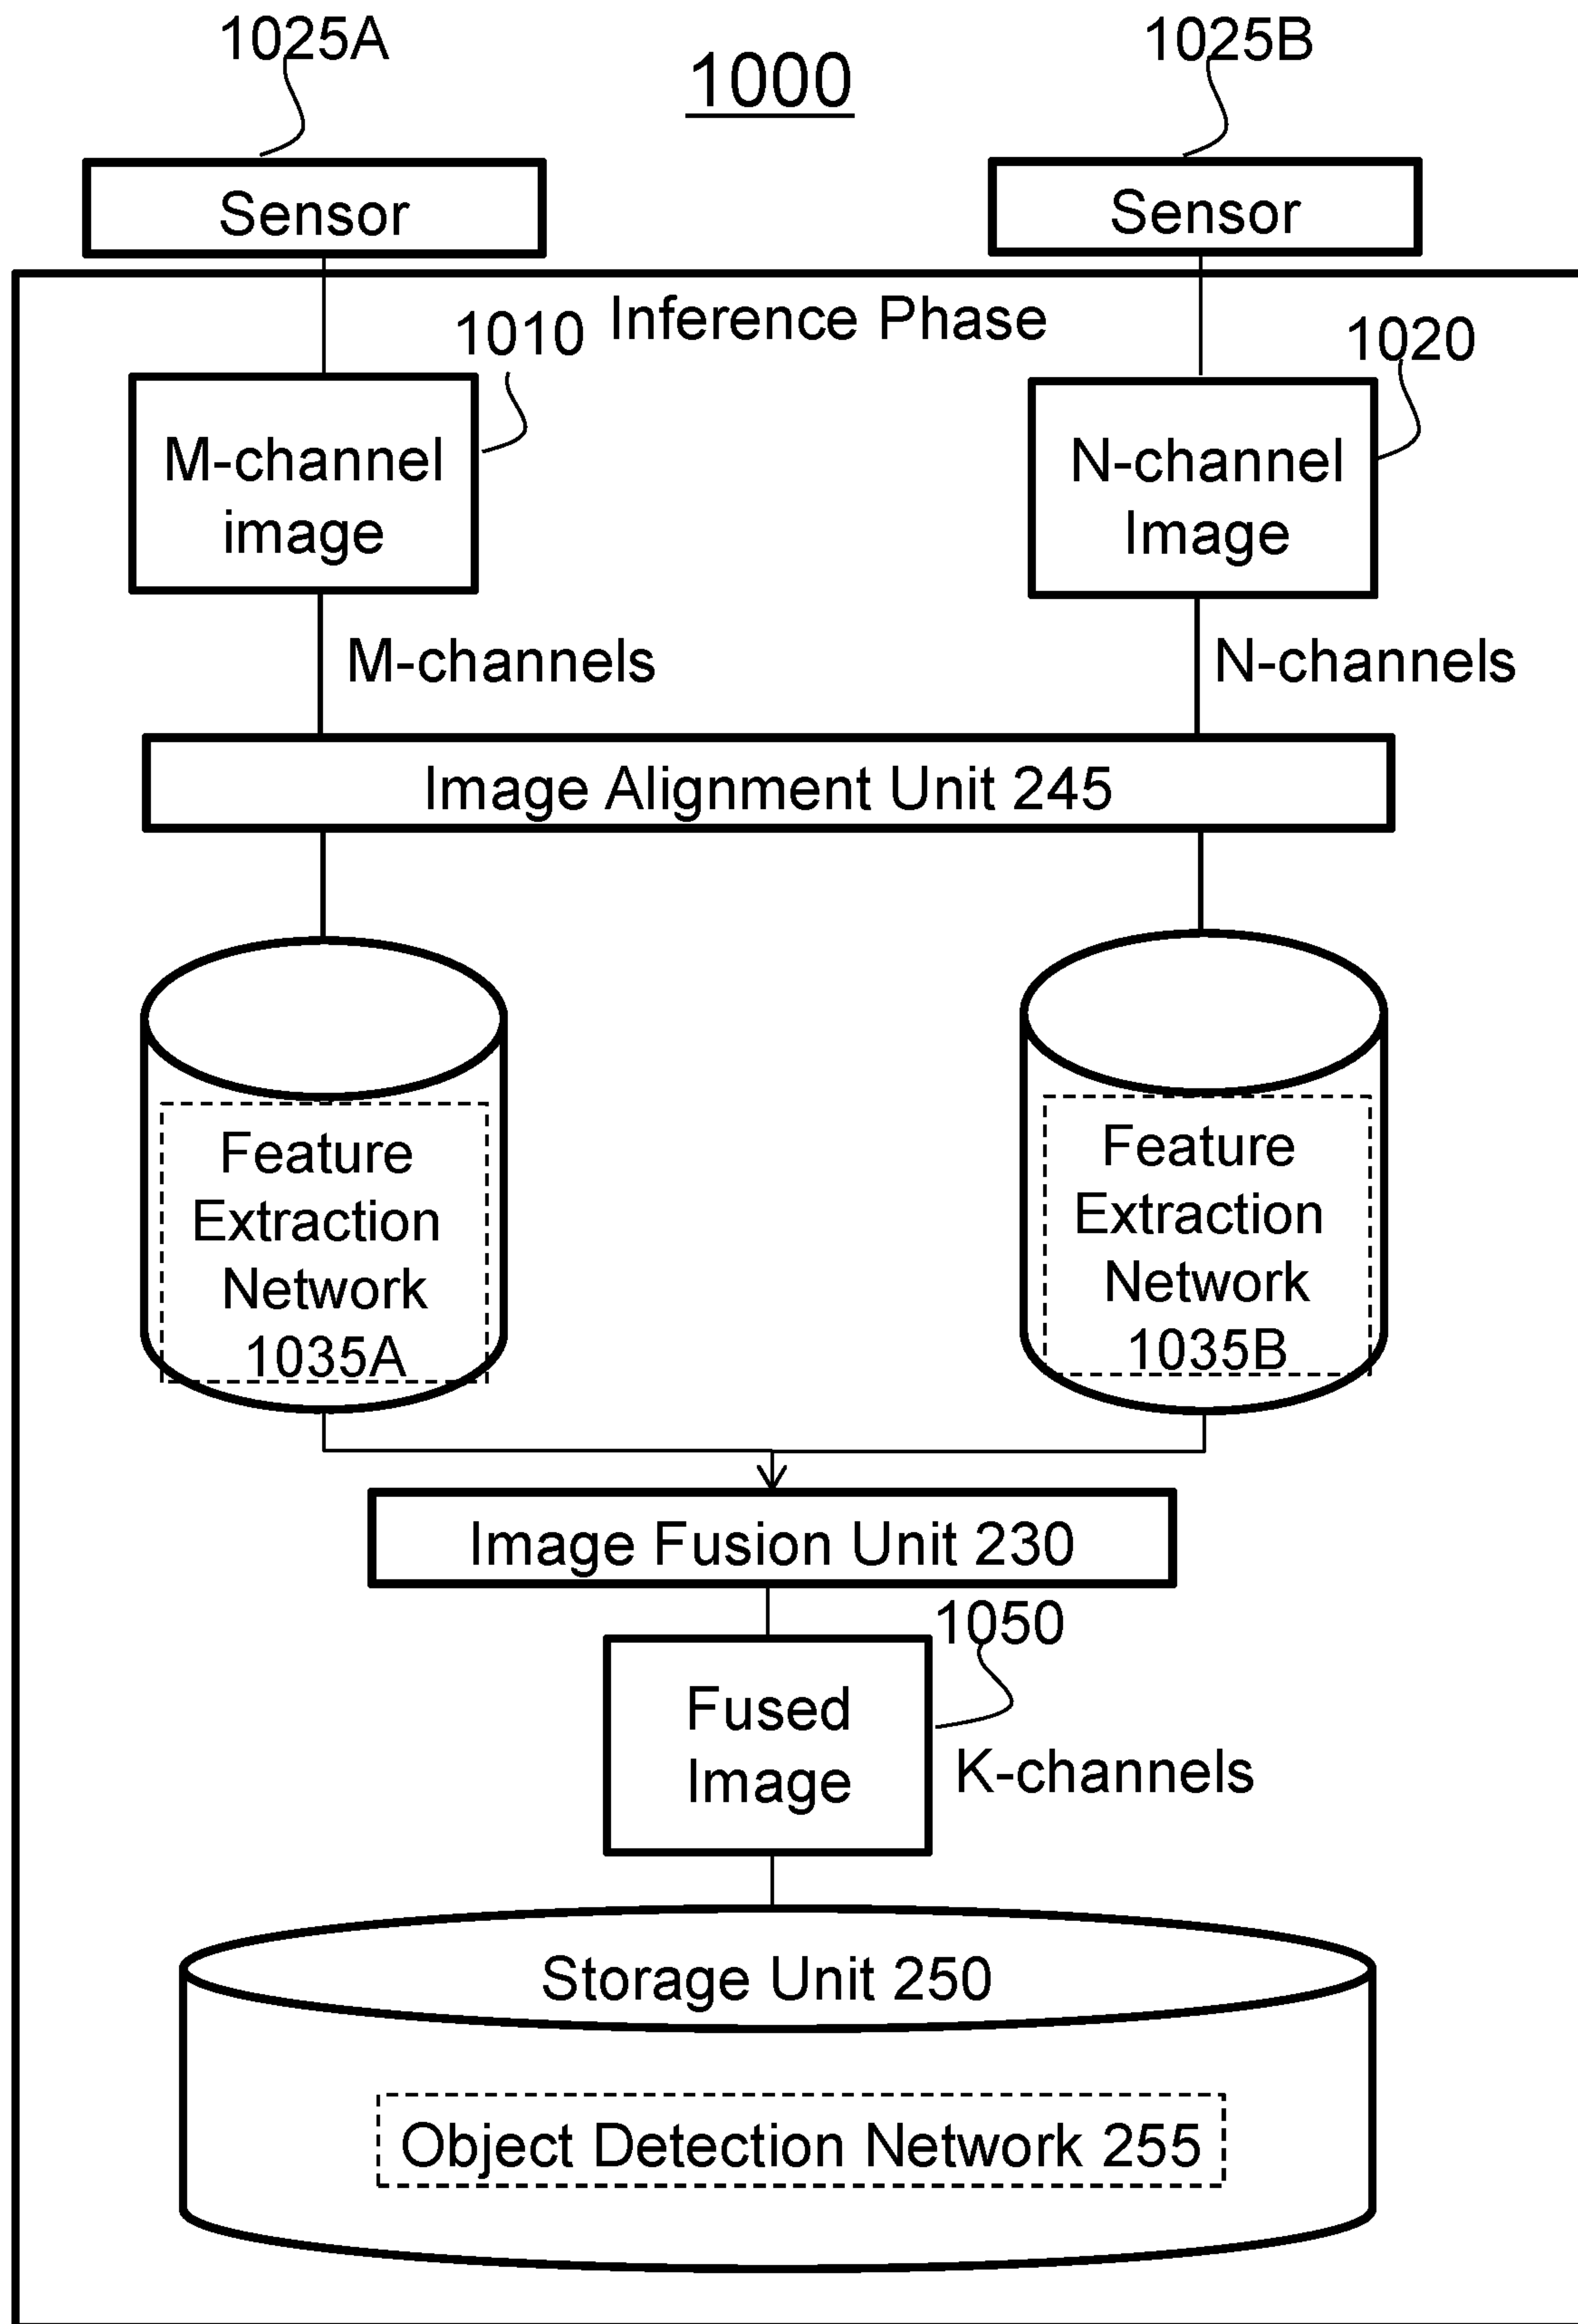 1025A
1025B
1000
Sensor
Sensor
Inference Phase
1010
1020
M-channel
image
N-channel
Image
M-channels
N-channels
Image Alignment Unit 245
Feature
Extraction
Network
1035A
Feature
Extraction
Network
1035B
Image Fusion Unit 230
1050
Fused
Image
K-channels
Storage Unit 250
Object Detection Network 255